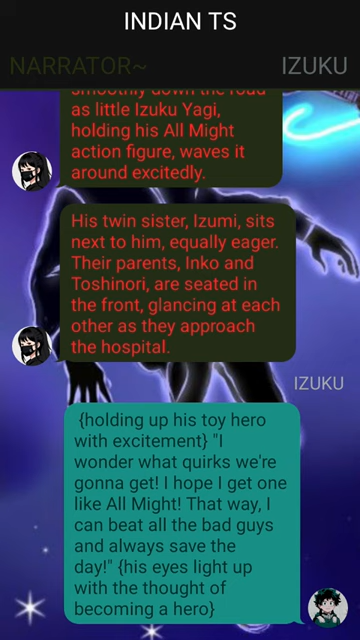 INDIAN TS
NARRATOR~
IZUKU
smoothly down the road
as little Izuku Yagi,
holding his All Might
action figure, waves it
around excitedly.
His twin sister, Izumi, sits
next to him, equally eager.
Their parents, Inko and
Toshinori, are seated in
the front, glancing at each
other as they approach
the hospital.
IZUKU
{holding up his toy hero
with excitement} "I
wonder what quirks we're
gonna get! I hope I get one
like All Might! That way, I
can beat all the bad guys
and always save the
day!" {his eyes light up
with the thought of
becoming a hero}